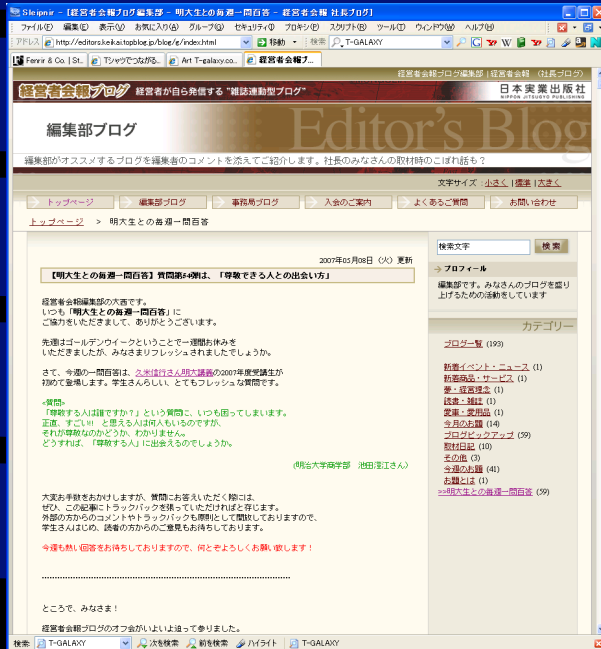 Sleipnir - [経営者会報ブログ編集部 - 明大生との毎週一問百答 - 経営者会報 社長ブログ]
ファイル(F) 編集(E) 表示(V) お気に入り(A) グループ(G) セキュリティ(I) プロキシ(P) スクリプト(R) ツール(T) ウィンドウ(W) ヘルプ(H)
アドレス http://editors.keikai.topblog.jp/blog/g/index.html 移動 検索 T-GALAXY
Fenrir & Co. | St.. Tシャツでつながる.. Art T-galaxy.co.. 経営者会報ブ...
経営者会報ブログ編集部 | 経営者会報 (社長ブログ)
経営者会報ブログ 経営者が自ら発信する "雑誌連動型ブログ" 日本実業出版社
NIPPON JITSUGYO PUBLISHING
編集部ブログ Editor's Blog
編集部がオススメするブログを編集者のコメントを添えてご紹介します。社長のみなさんの取材時のこぼれ話も?
文字サイズ:小さく | 標準 | 大きく
トップページ 編集部ブログ 事務局ブログ 入会のご案内 よくあるご質問 お問い合わせ
トップページ > 明大生との毎週一問百答
2007年05月08日 (火) 更新
【明大生との毎週一問百答】質問第54弾は、「尊敬できる人との出会い方」
経営者会報編集部の大西です。
いつも「明大生との毎週一問百答」に
ご協力をいただきまして、ありがとうございます。
先週はゴールデンウイークということで一週間お休みを
いただきましたが、みなさまリフレッシュされましたでしょうか。
さて、今週の一問百答は、久米信行さん明大講義の2007年度受講生が
初めて登場します。学生さんらしい、とてもフレッシュな質問です。
<質問>
「尊敬する人は誰ですか?」という質問に、いつも困ってしまいます。
正直、すごい!!! と思える人は何人もいるのですが、
それが尊敬なのかどうか、わかりません。
どうすれば、「尊敬する人」に出会えるのでしょうか。
(明治大学商学部 池田澄江さん)
大変お手数をおかけしますが、質問にお答えいただく際には、
ぜひ、この記事にトラックバックを張っていただければと存じます。
外部の方からのコメントやトラックバックも原則として開放しておりますので、
学生さんはじめ、読者の方からのご意見もお待ちしております。
今週も熱い回答をお待ちしておりますので、何とぞよろしくお願い致します!
ところで、みなさま!
経営者会報ブログのオフ会がいよいよ迫って参りました。
検索文字 検索
プロフィール
編集部です。みなさんのブログを盛り
上げるための活動をしています
カテゴリー
ブログ一覧 (193)
新着イベント・ニュース (1)
新着商品・サービス (1)
夢・経営理念 (1)
読書・雑誌 (1)
愛車・愛用品 (1)
今月のお題 (14)
ブログピックアップ (59)
取材日記 (10)
その他 (3)
今週のお題 (41)
お題とは (1)
>>明大生との毎週一問百答 (59)
検索: T-GALAXY 次を検索 前を検索 ハイライト T-GALAXY